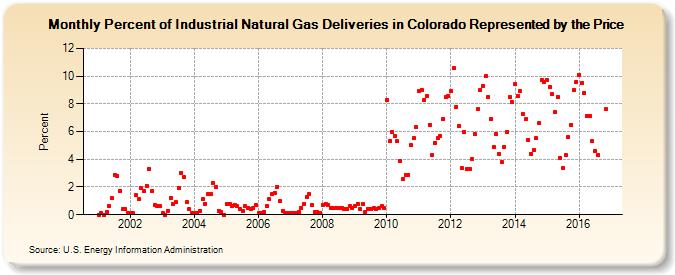 Monthly Percent of Industrial Natural Gas Deliveries in Colorado Represented by the Price
Percent
12
10
8
6
4
2
0
2002 2004 2006 2008 2010 2012 2014 2016
Source: U.S. Energy Information Administration